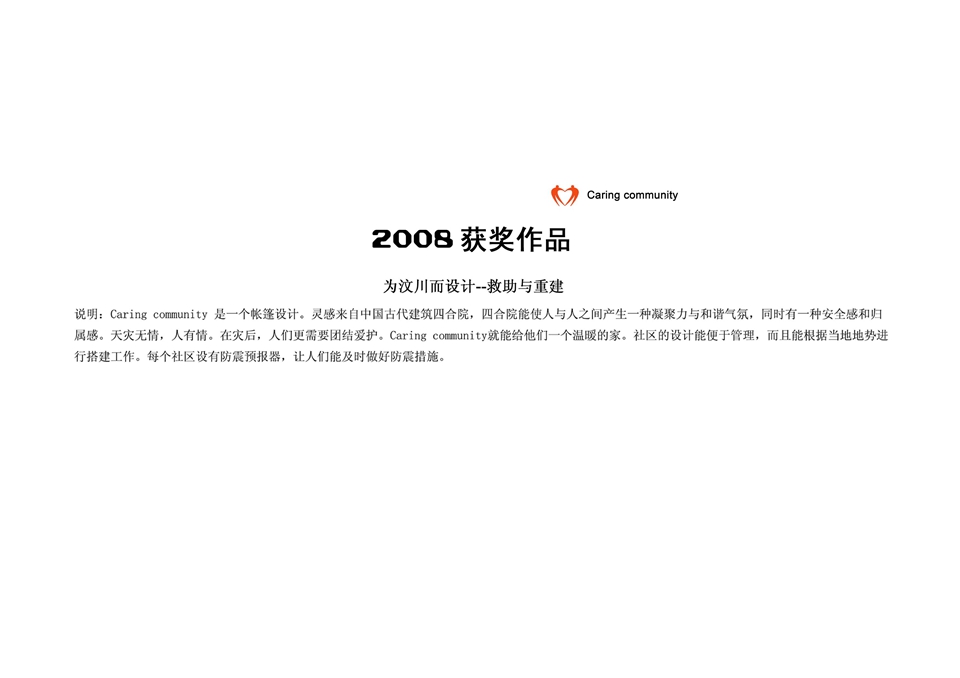 Caring community
2008 获奖作品
为汶川而设计--救助与重建
说明：Caring community 是一个帐篷设计。灵感来自中国古代建筑四合院，四合院能使人与人之间产生一种凝聚力与和谐气氛，同时有一种安全感和归
属感。天灾无情，人有情。在灾后，人们更需要团结爱护。Caring community就能给他们一个温暖的家。社区的设计能便于管理，而且能根据当地地势进
行搭建工作。每个社区设有防震预报器，让人们能及时做好防震措施。